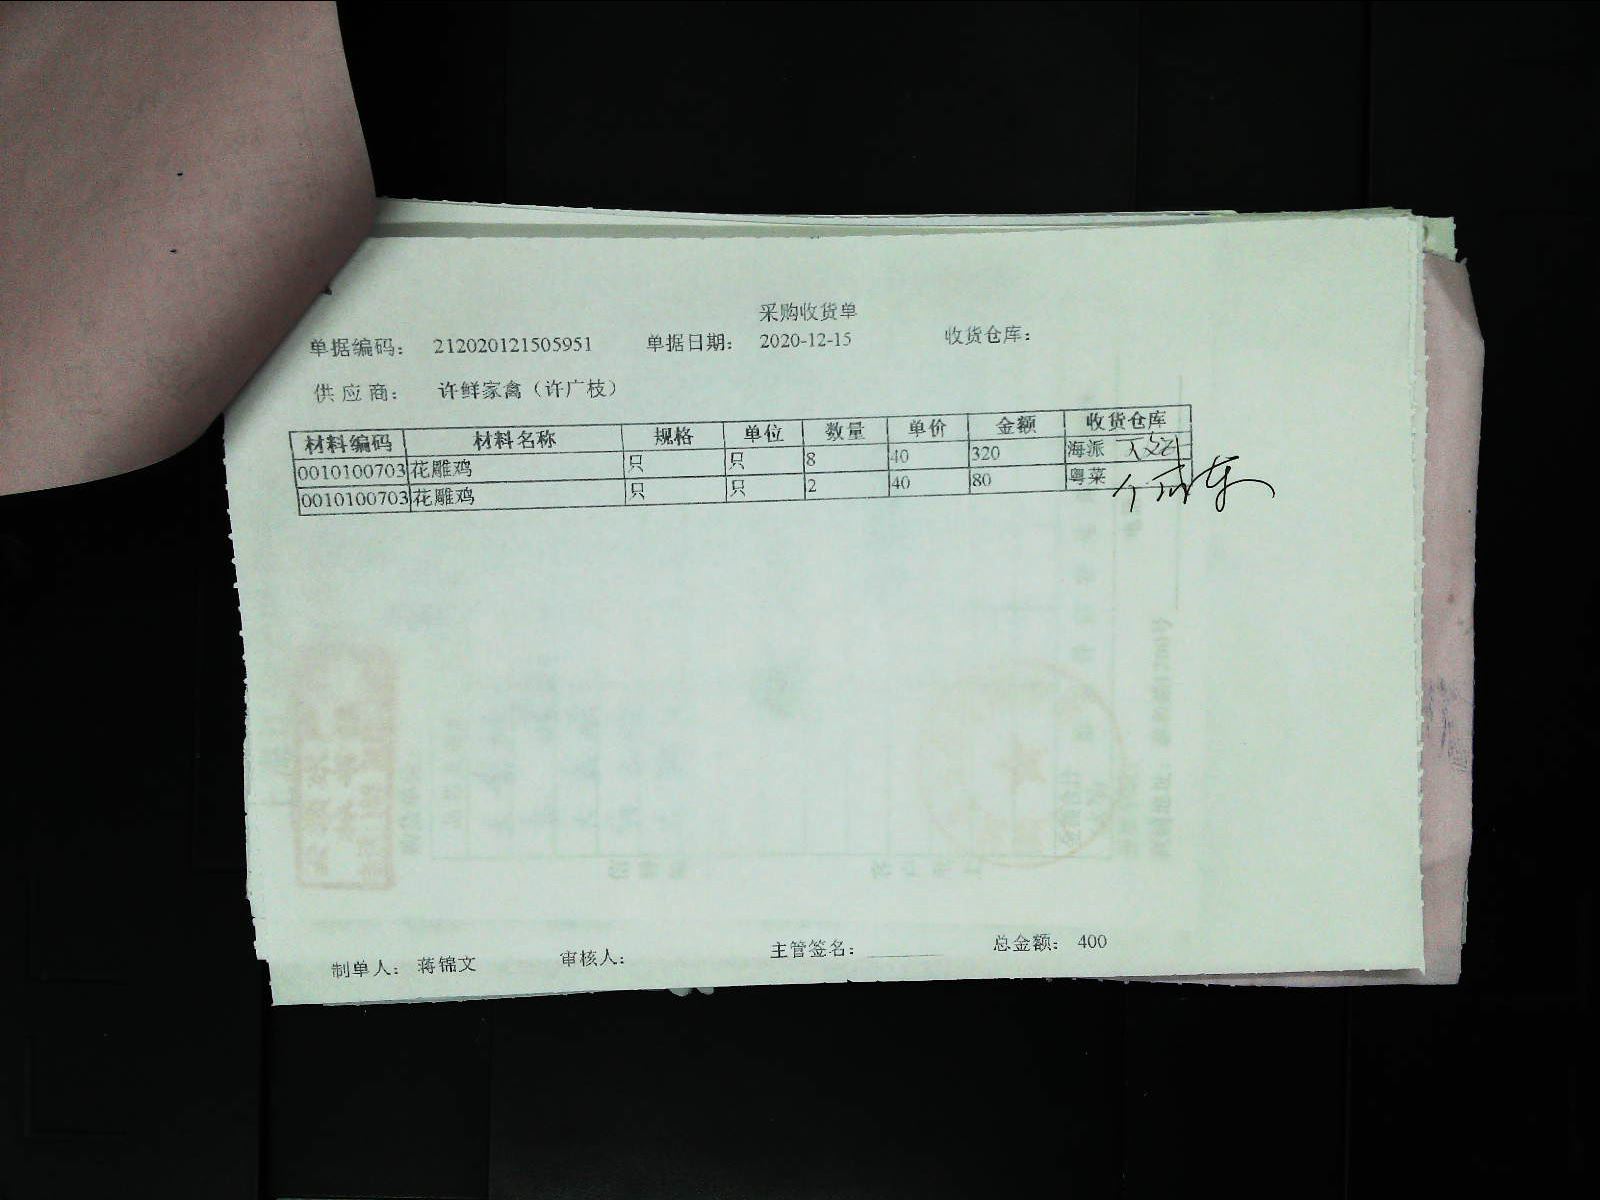 采购收货单
单据编码： 212020121505951 单据日期： 2020-12-15 收货仓库：
供应商： 许鲜家禽（许广枝）
材料编码 材料名称 规格 单位 数量 单价 金额 收货仓库
0010100703 花雕鸡 只 只 8 40 320 海派
0010100703 花雕鸡 只 只 2 40 80 粤菜
制单人： 蒋锦文 审核人： 主管签名： 总金额： 400